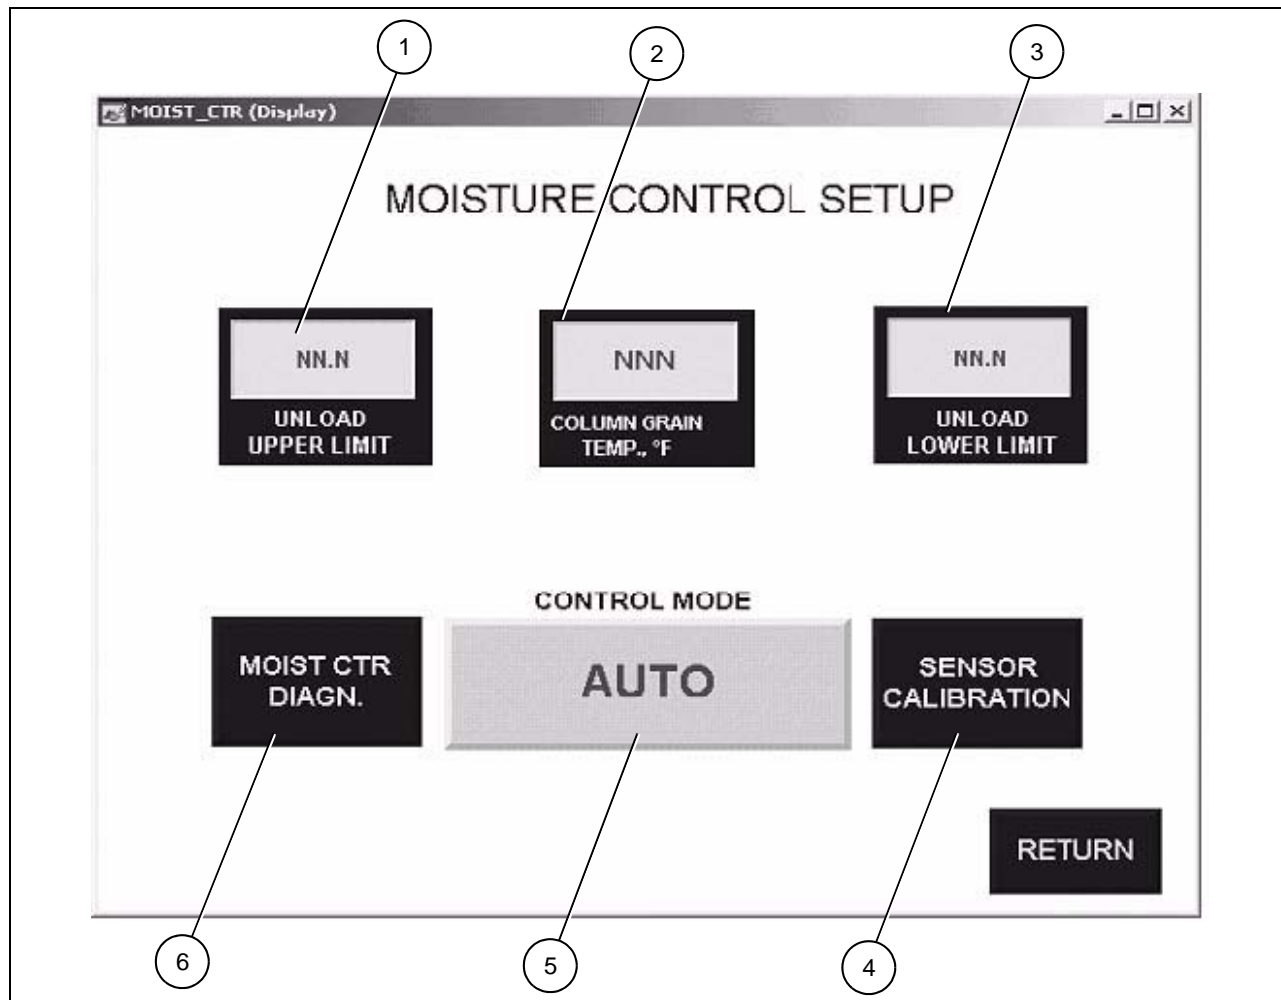 1
2
3
MOIST_CTR (Display)
MOISTURE CONTROL SETUP
NN.N
UNLOAD
UPPER LIMIT
NNN
COLUMN GRAIN
TEMP., °F
NN.N
UNLOAD
LOWER LIMIT
CONTROL MODE
MOIST CTR
DIAGN.
AUTO
SENSOR
CALIBRATION
RETURN
6
5
4